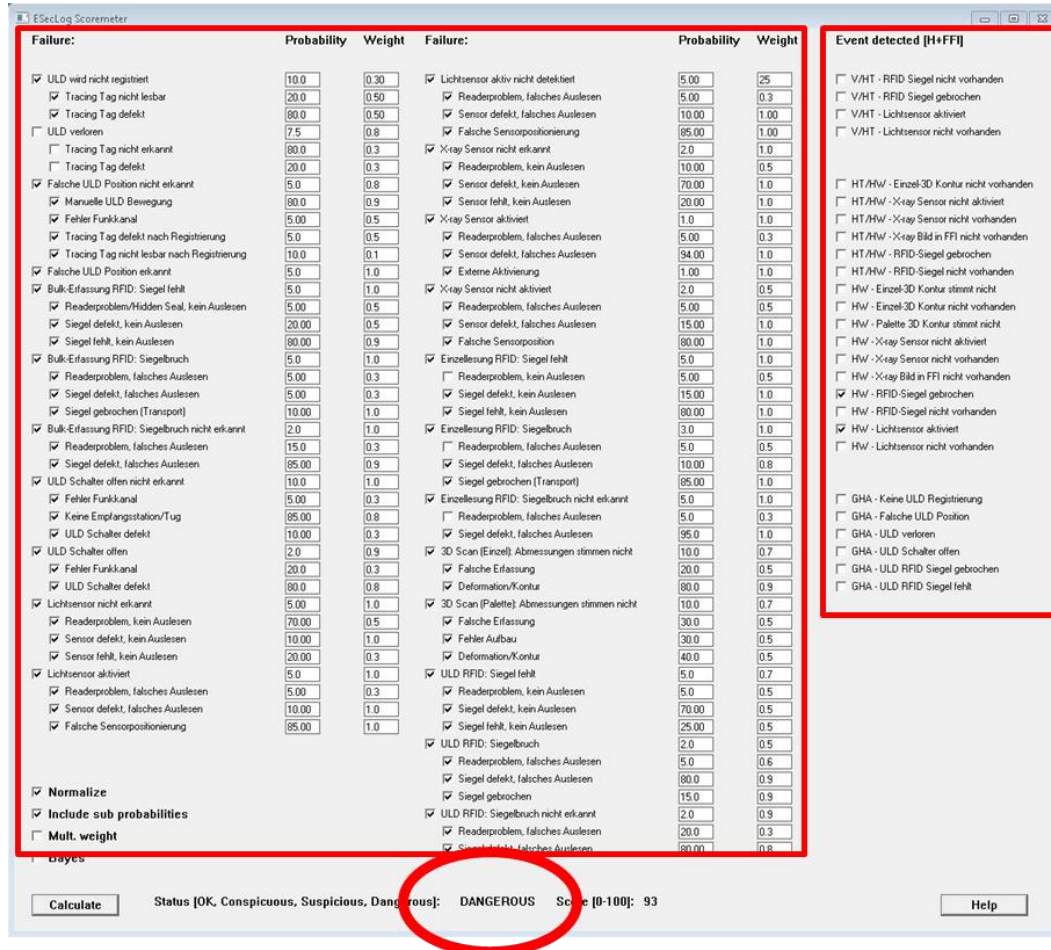 ESecLog Scoremeter
Failure: Probability Weight
ULD wird nicht registriert 10.0 0.30
Tracing Tag nicht lesbar 20.0 0.50
Tracing Tag defekt 80.0 0.50
ULD verloren 7.5 0.8
Tracing Tag nicht erkannt 80.0 0.3
Tracing Tag defekt 20.0 0.3
Falsche ULD Position nicht erkannt 5.0 0.8
Manuelle ULD Bewegung 80.0 0.9
Fehler Funkkanal 5.00 0.5
Tracing Tag defekt nach Registrierung 5.0 0.5
Tracing Tag nicht lesbar nach Registrierung 10.0 0.1
Falsche ULD Position erkannt 5.0 1.0
Bulk-Erfassung RFID: Siegel fehlt 5.0 1.0
Readerproblem/Hidden Seal, kein Auslesen 5.00 0.5
Siegel defekt, kein Auslesen 20.00 0.5
Siegel fehlt, kein Auslesen 80.00 0.9
Bulk-Erfassung RFID: Siegelbruch 5.0 1.0
Readerproblem, falsches Auslesen 5.00 0.3
Siegel defekt, falsches Auslesen 5.00 0.3
Siegel gebrochen (Transport) 10.00 1.0
Bulk-Erfassung RFID: Siegelbruch nicht erkannt 2.0 1.0
Readerproblem, falsches Auslesen 15.0 0.3
Siegel defekt, falsches Auslesen 85.00 0.9
ULD Schalter offen nicht erkannt 10.0 1.0
Fehler Funkkanal 5.00 0.3
Keine Empfangsstation/Tug 85.00 0.8
ULD Schalter defekt 10.00 0.3
ULD Schalter offen 2.0 0.9
Fehler Funkkanal 20.0 0.3
ULD Schalter defekt 80.0 0.8
Lichtsensor nicht erkannt 5.00 1.0
Readerproblem, kein Auslesen 70.00 0.5
Sensor defekt, kein Auslesen 10.00 1.0
Sensor fehlt, kein Auslesen 20.00 0.3
Lichtsensor aktiviert 5.0 1.0
Readerproblem, falsches Auslesen 5.00 0.3
Sensor defekt, falsches Auslesen 10.00 1.0
Falsche Sensorpositionierung 85.00 1.0
Normalize
Include sub probabilities
Mult. weight
Bayes
Failure: Probability Weight
Lichtsensor aktiv nicht detektiert 5.00 25
Readerproblem, falsches Auslesen 5.00 0.3
Sensor defekt, falsches Auslesen 10.00 1.00
Falsche Sensorpositionierung 85.00 1.00
X-ray Sensor nicht erkannt 2.0 1.0
Readerproblem, kein Auslesen 10.00 0.5
Sensor defekt, kein Auslesen 70.00 1.0
Sensor fehlt, kein Auslesen 20.00 1.0
X-ray Sensor aktiviert 1.0 1.0
Readerproblem, falsches Auslesen 5.00 0.3
Sensor defekt, falsches Auslesen 94.00 1.0
Externe Aktivierung 1.00 1.0
X-ray Sensor nicht aktiviert 2.0 0.5
Readerproblem, falsches Auslesen 5.00 0.5
Sensor defekt, falsches Auslesen 15.00 1.0
Falsche Sensorposition 80.00 1.0
Einzellesung RFID: Siegel fehlt 5.0 1.0
Readerproblem, kein Auslesen 5.00 0.5
Siegel defekt, kein Auslesen 15.00 1.0
Siegel fehlt, kein Auslesen 80.00 1.0
Einzellesung RFID: Siegelbruch 3.0 1.0
Readerproblem, falsches Auslesen 5.0 0.5
Siegel defekt, falsches Auslesen 10.00 0.8
Siegel gebrochen (Transport) 85.00 1.0
Einzellesung RFID: Siegelbruch nicht erkannt 5.0 1.0
Readerproblem, falsches Auslesen 5.0 0.3
Siegel defekt, falsches Auslesen 95.0 1.0
3D Scan (Einzel): Abmessungen stimmen nicht 10.0 0.7
Falsche Erfassung 20.0 0.5
Deformation/Kontur 80.0 0.9
3D Scan (Palette): Abmessungen stimmen nicht 10.0 0.7
Falsche Erfassung 30.0 0.5
Fehler Aufbau 30.0 0.5
Deformation/Kontur 40.0 0.5
ULD RFID: Siegel fehlt 5.0 0.7
Readerproblem, kein Auslesen 5.0 0.5
Siegel defekt, kein Auslesen 70.00 0.5
Siegel fehlt, kein Auslesen 25.00 0.5
ULD RFID: Siegelbruch 2.0 0.5
Readerproblem, falsches Auslesen 5.0 0.6
Siegel defekt, falsches Auslesen 80.0 0.9
Siegel gebrochen 15.0 0.9
ULD RFID: Siegelbruch nicht erkannt 2.0 0.9
Readerproblem, falsches Auslesen 20.0 0.3
Siegel defekt, falsches Auslesen 80.00 0.8
Event detected [H+FFI]
V/HT - RFID Siegel nicht vorhanden
V/HT - RFID Siegel gebrochen
V/HT - Lichtsensor aktiviert
V/HT - Lichtsensor nicht vorhanden
HT/HW - Einzel-3D Kontur nicht vorhanden
HT/HW - X-ray Sensor nicht aktiviert
HT/HW - X-ray Sensor nicht vorhanden
HT/HW - X-ray Bild in FFI nicht vorhanden
HT/HW - RFID-Siegel gebrochen
HT/HW - RFID-Siegel nicht vorhanden
HW - Einzel-3D Kontur stimmt nicht
HW - Einzel-3D Kontur nicht vorhanden
HW - Palette 3D Kontur stimmt nicht
HW - X-ray Sensor nicht aktiviert
HW - X-ray Sensor nicht vorhanden
HW - X-ray Bild in FFI nicht vorhanden
HW - RFID-Siegel gebrochen
HW - RFID-Siegel nicht vorhanden
HW - Lichtsensor aktiviert
HW - Lichtsensor nicht vorhanden
GHA - Keine ULD Registrierung
GHA - Falsche ULD Position
GHA - ULD verloren
GHA - ULD Schalter offen
GHA - ULD RFID Siegel gebrochen
GHA - ULD RFID Siegel fehlt
Calculate Status [OK, Conspicuous, Suspicious, Dangerous]: DANGEROUS Score [0-100]: 93 Help